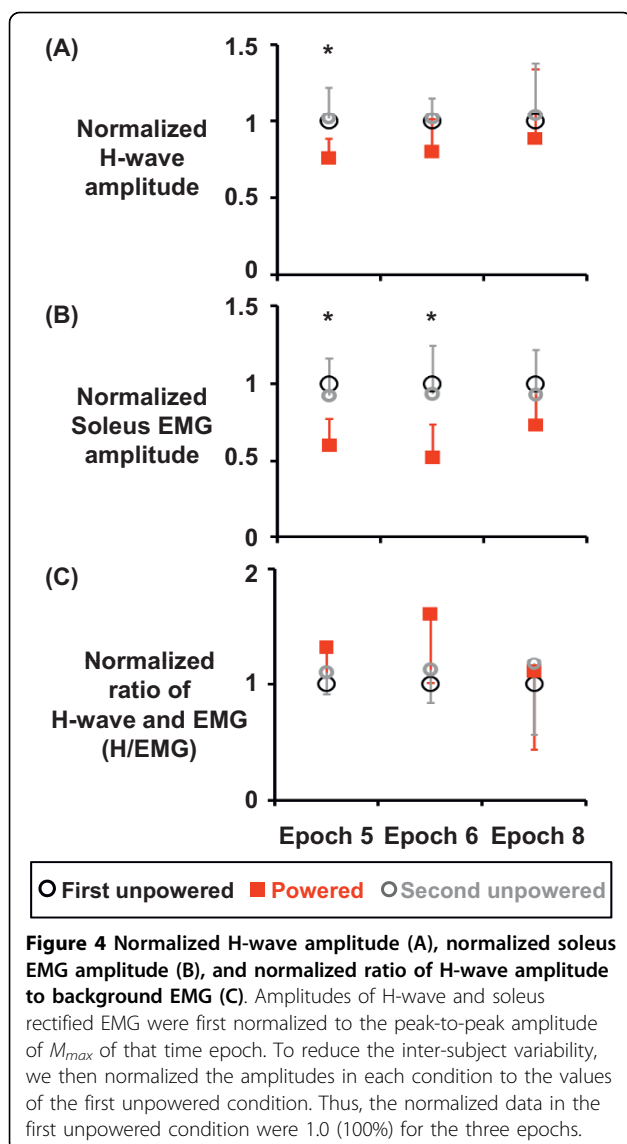 (A)
Normalized
H-wave
amplitude
1.5
1
0.5
0
*
(B)
Normalized
Soleus EMG
amplitude
1.5
1
0.5
0
* *
(C)
Normalized
ratio of
H-wave and EMG
(H/EMG)
2
1
0
Epoch 5 Epoch 6 Epoch 8
First unpowered Powered Second unpowered
Figure 4 Normalized H-wave amplitude (A), normalized soleus
EMG amplitude (B), and normalized ratio of H-wave amplitude
to background EMG (C). Amplitudes of H-wave and soleus
rectified EMG were first normalized to the peak-to-peak amplitude
of Mmax of that time epoch. To reduce the inter-subject variability,
we then normalized the amplitudes in each condition to the values
of the first unpowered condition. Thus, the normalized data in the
first unpowered condition were 1.0 (100%) for the three epochs.